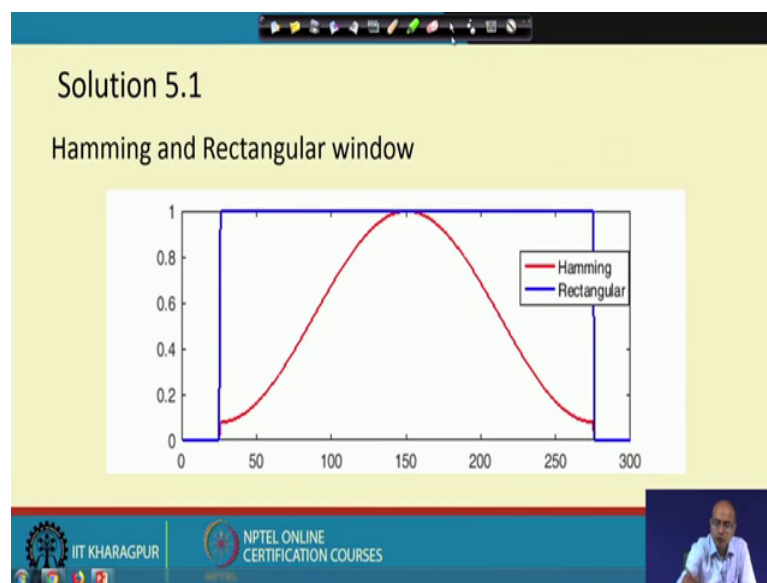 Solution 5.1
Hamming and Rectangular window
1
0.8
0.6
0.4
0.2
0
0 50 100 150 200 250 300
Hamming
Rectangular
IIT KHARAGPUR
NPTEL ONLINE
CERTIFICATION COURSES